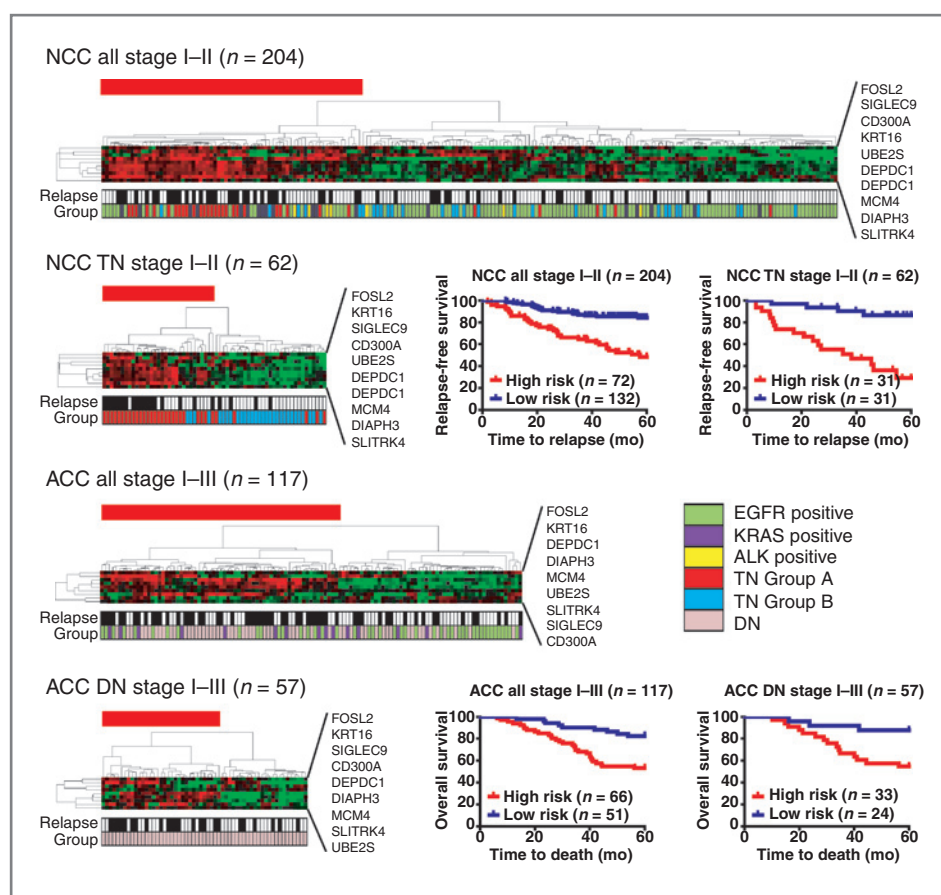 NCC all stage I–II (n = 204)
FOSL2
SIGLEC9
CD300A
KRT16
UBE2S
DEPDC1
DEPDC1
MCM4
DIAPH3
SLITRK4
Relapse
Group
NCC TN stage I–II (n = 62)
FOSL2
KRT16
SIGLEC9
CD300A
UBE2S
DEPDC1
DEPDC1
MCM4
DIAPH3
SLITRK4
Relapse
Group
NCC all stage I–II (n = 204)
Relapse-free survival
100
80
60
40
20
0
High risk (n = 72)
Low risk (n = 132)
0 20 40 60
Time to relapse (mo)
NCC TN stage I–II (n = 62)
Relapse-free survival
100
80
60
40
20
0
High risk (n = 31)
Low risk (n = 31)
0 20 40 60
Time to relapse (mo)
ACC all stage I–III (n = 117)
FOSL2
KRT16
DEPDC1
DIAPH3
MCM4
UBE2S
SLITRK4
SIGLEC9
CD300A
Relapse
Group
EGFR positive
KRAS positive
ALK positive
TN Group A
TN Group B
DN
ACC DN stage I–III (n = 57)
FOSL2
KRT16
SIGLEC9
CD300A
DEPDC1
DIAPH3
MCM4
SLITRK4
UBE2S
Relapse
Group
ACC all stage I–III (n = 117)
Overall survival
100
80
60
40
20
0
High risk (n = 66)
Low risk (n = 51)
0 20 40 60
Time to death (mo)
ACC DN stage I–III (n = 57)
Overall survival
100
80
60
40
20
0
High risk (n = 33)
Low risk (n = 24)
0 20 40 60
Time to death (mo)